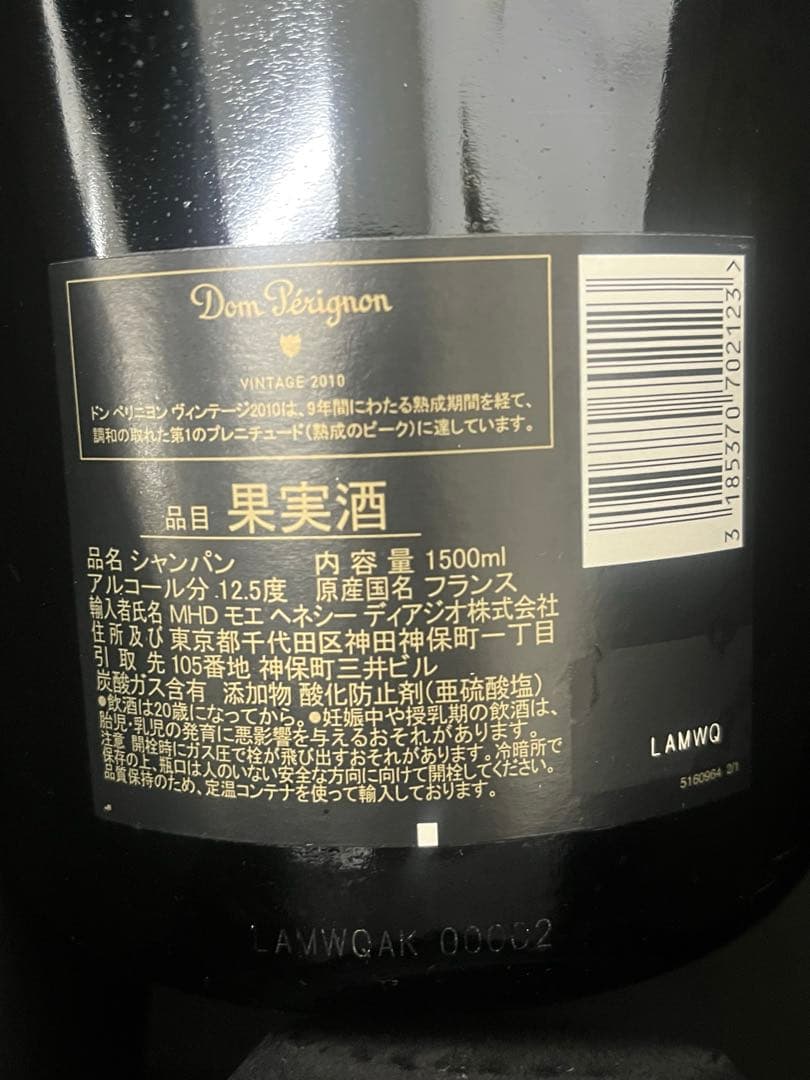 Dom Pérignon
VINTAGE 2010
ドン ペリニヨン ヴィンテージ2010は、9年間にわたる熟成期間を経て、
調和の取れた第1のプレニチュード(熟成のピーク)に達しています。
品目 果実酒
品名 シャンパン 内容量 1500ml
アルコール分 12.5度 原産国名 フランス
輸入者氏名 MHD モエ ヘネシー ディアジオ株式会社
住所及び 東京都千代田区神田神保町一丁目
引取先 105番地 神保町三井ビル
炭酸ガス含有 添加物 酸化防止剤(亜硫酸塩)
●飲酒は20歳になってから。●妊娠中や授乳期の飲酒は、
胎児・乳児の発育に悪影響を与えるおそれがあります。
注意 開栓時にガス圧で栓が飛び出すおそれがあります。冷暗所で
保存の上、瓶口は人のいない安全な方向に向けて開栓してください。
品質保持のため、定温コンテナを使って輸入しております。
3 185370 702123 >
LAMWQ
5160964 2/1
LAMWQAK